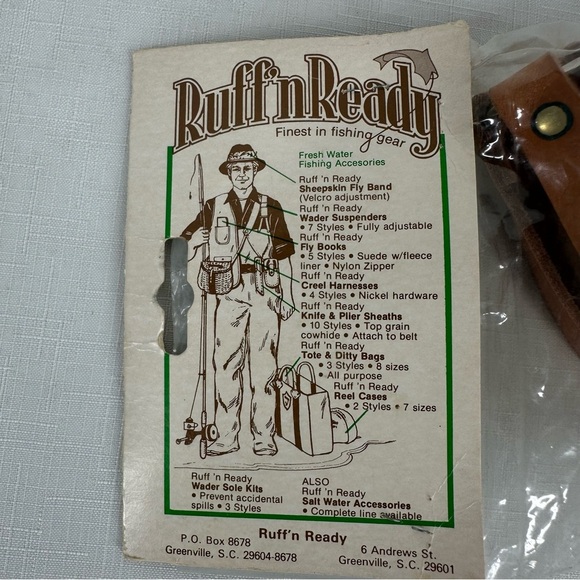 Ruff'nReady
Finest in fishing gear
Fresh Water
Fishing Accesories
Ruff 'n Ready
Sheepskin Fly Band
(Velcro adjustment)
Ruff 'n Ready
Wader Suspenders
• 7 Styles • Fully adjustable
Ruff 'n Ready
Fly Books
• 5 Styles • Suede w/fleece
liner • Nylon Zipper
Ruff 'n Ready
Creel Harnesses
• 4 Styles • Nickel hardware
Ruff 'n Ready
Knife & Plier Sheaths
• 10 Styles • Top grain
cowhide • Attach to belt
Ruff 'n Ready
Tote & Ditty Bags
• 3 Styles • 8 sizes
• All purpose
Ruff 'n Ready
Reel Cases
• 2 Styles • 7 sizes
Ruff 'n Ready
Wader Sole Kits
• Prevent accidental
spills • 3 Styles
ALSO
Ruff 'n Ready
Salt Water Accessories
• Complete line available
Ruff'n Ready
P.O. Box 8678
Greenville, S.C. 29604-8678
6 Andrews St.
Greenville, S.C. 29601